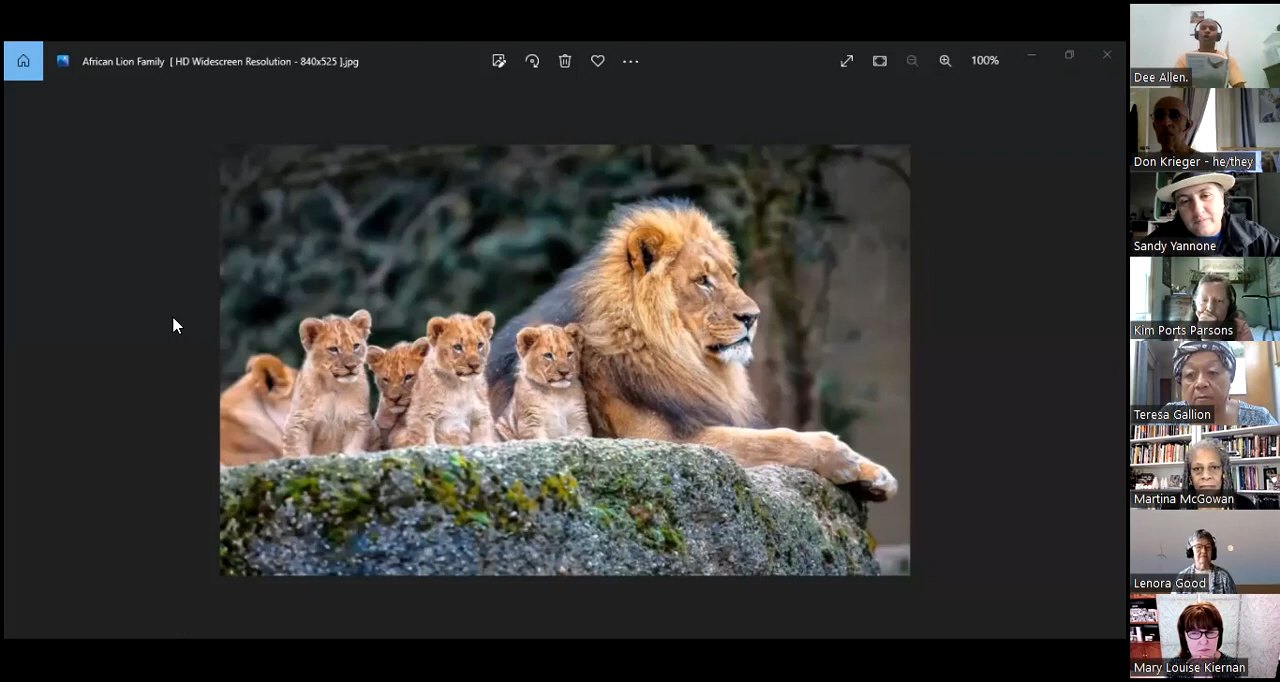 African Lion Family [ HD Widescreen Resolution - 840x525 ].jpg
100%
Dee Allen.
Don Krieger - he/they
Sandy Yannone
Kim Ports Parsons
Teresa Gallion
Martina McGowan
Lenora Good
Mary Louise Kiernan